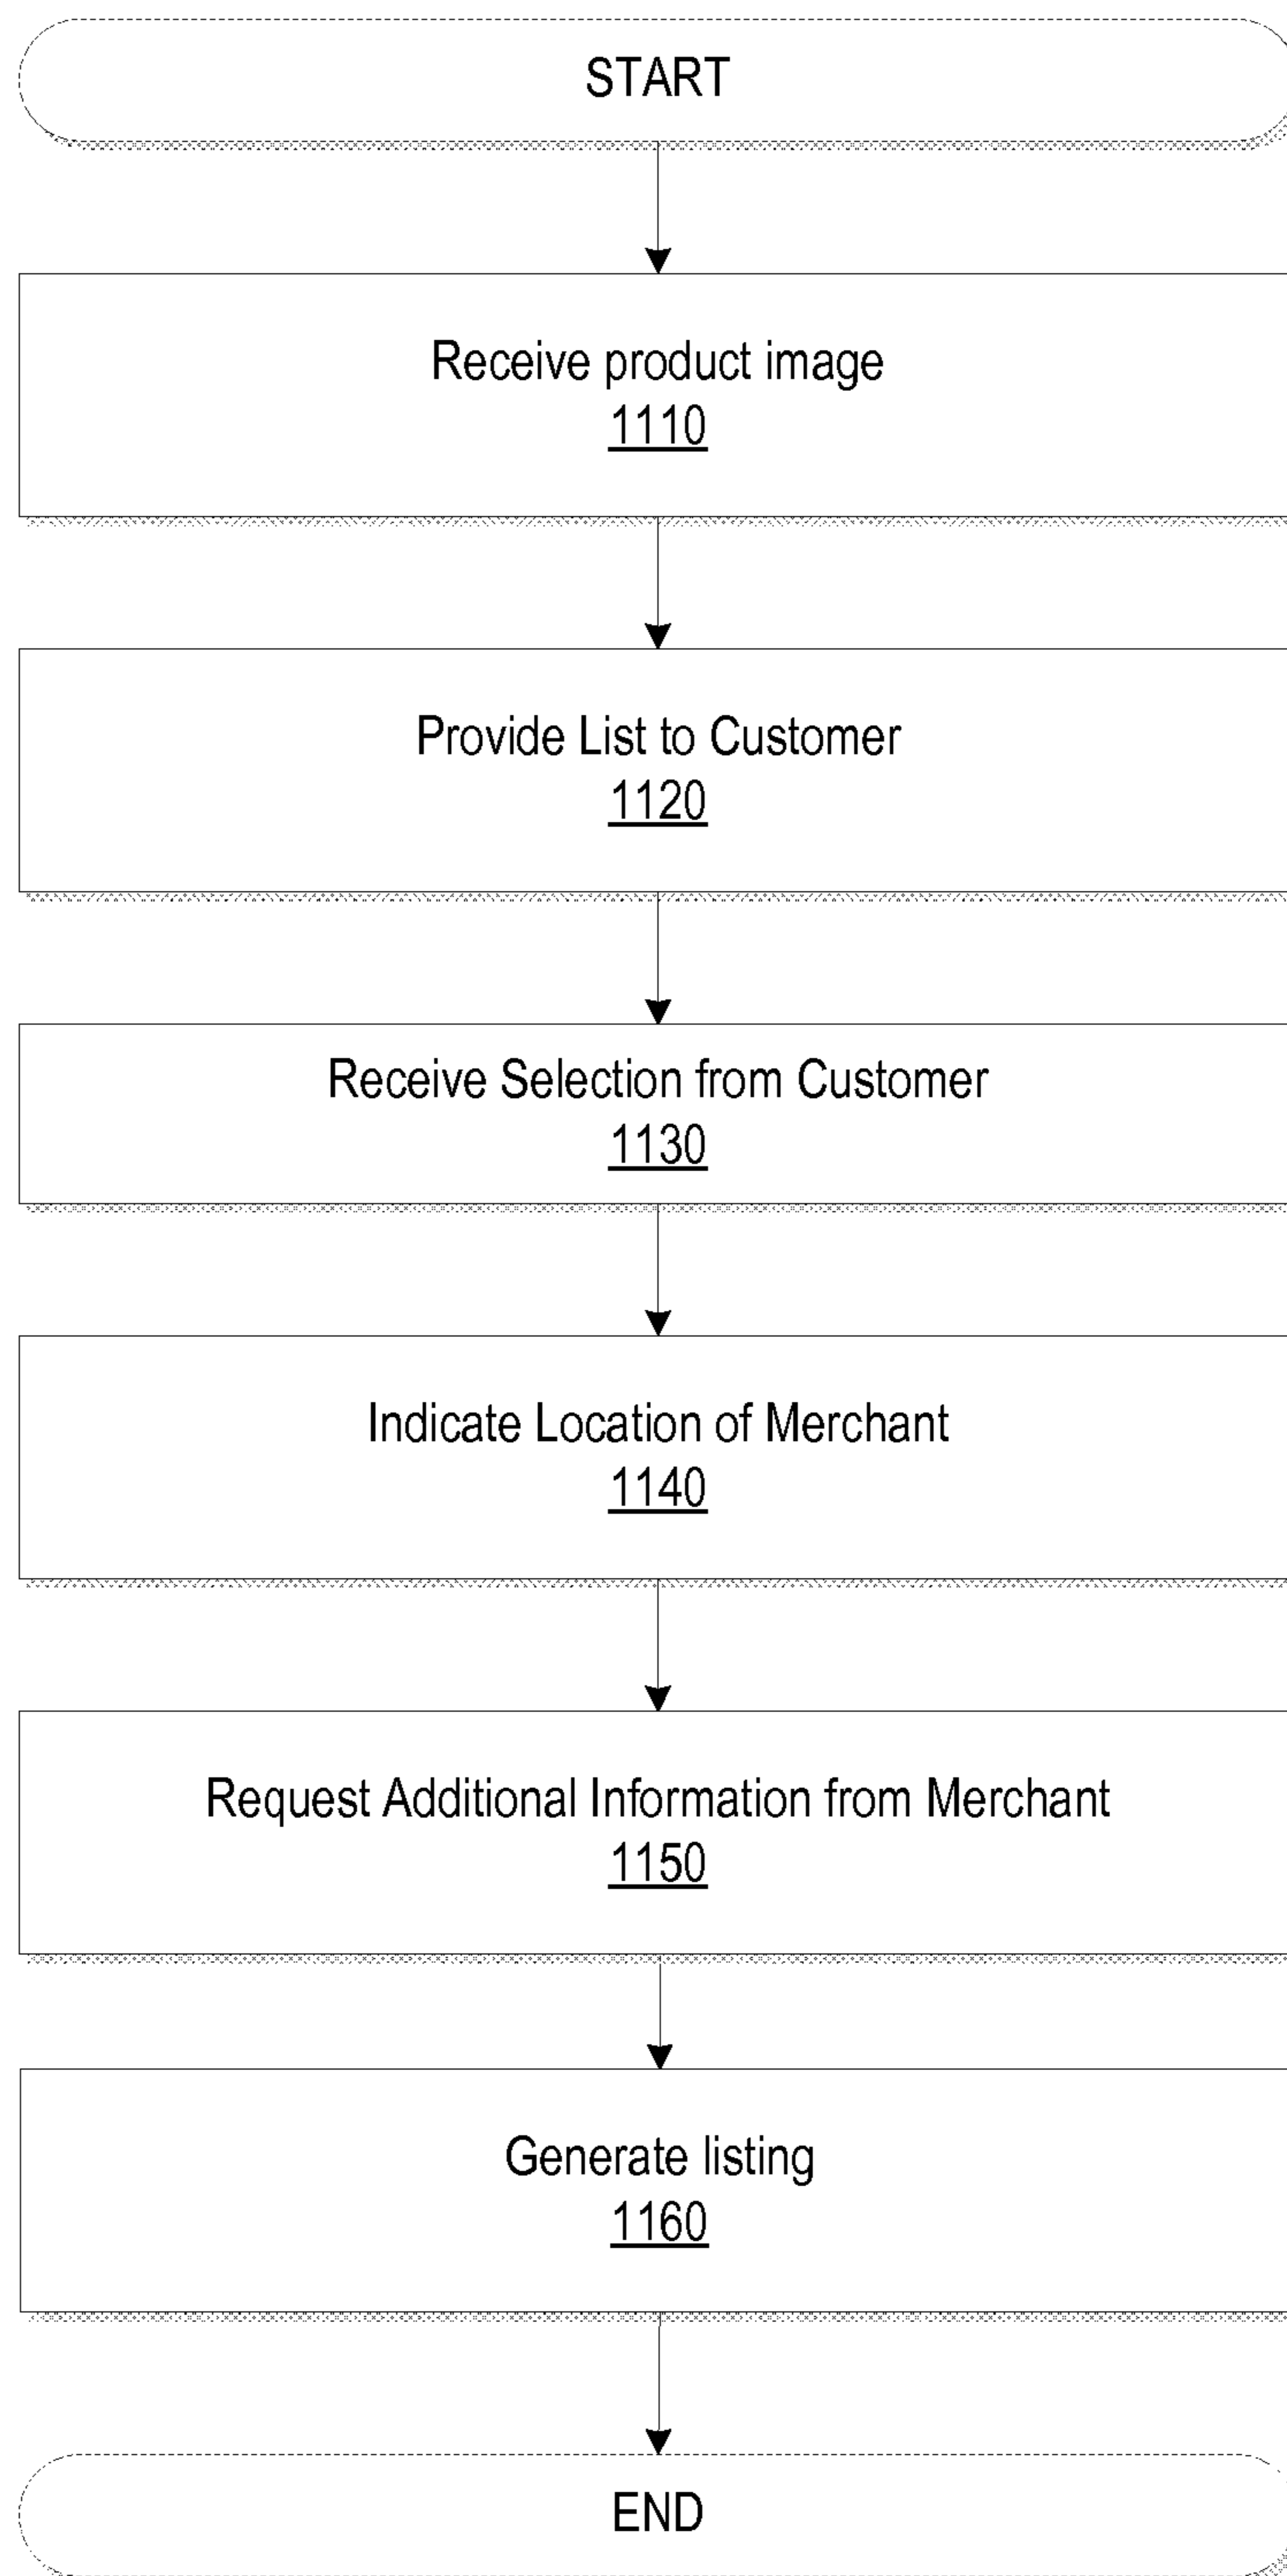 START
Receive product image
1110
Provide List to Customer
1120
Receive Selection from Customer
1130
Indicate Location of Merchant
1140
Request Additional Information from Merchant
1150
Generate listing
1160
END